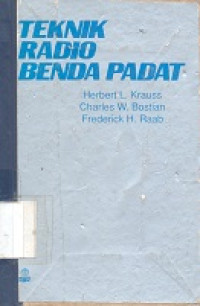 TEKNIK
RADIO
BENDA PADAT
Herbert L. Krauss
Charles W. Bostian
Frederick H. Raab